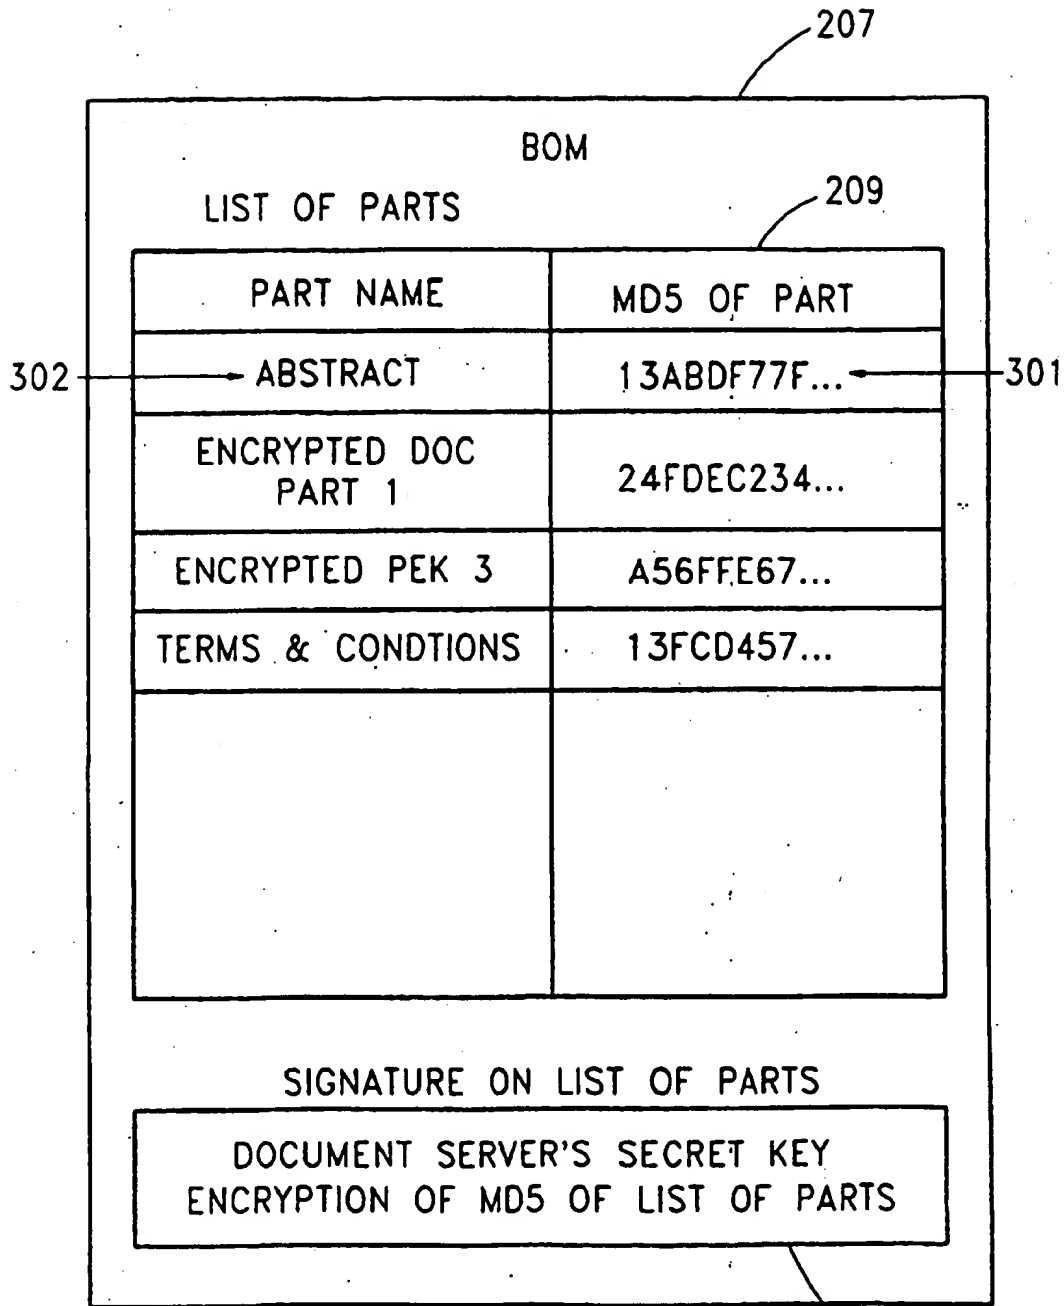 207
BOM
LIST OF PARTS
209
PART NAME MD5 OF PART
302 ABSTRACT 13ABDF77F... 301
ENCRYPTED DOC
PART 1
24FDEC234...
ENCRYPTED PEK 3 A56FFE67...
TERMS & CONDTIONS 13FCD457...
SIGNATURE ON LIST OF PARTS
DOCUMENT SERVER'S SECRET KEY
ENCRYPTION OF MD5 OF LIST OF PARTS